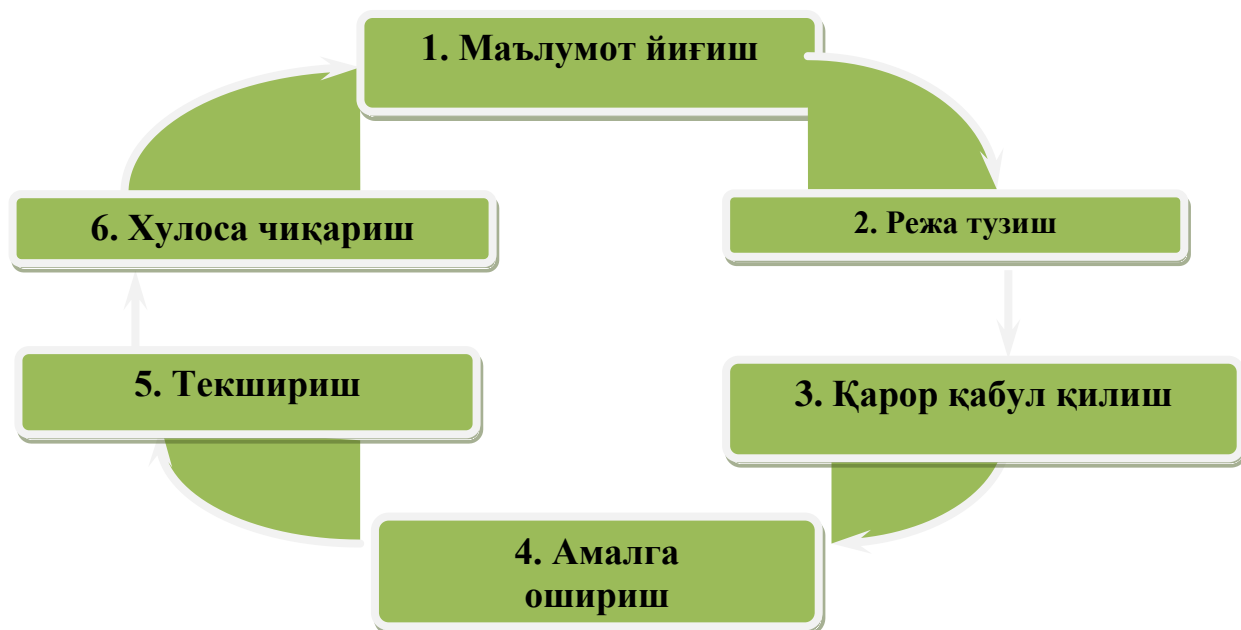 1. Маълумот йиғиш
2. Режа тузиш
3. Қарор қабул қилиш
4. Амалга
ошириш
5. Текшириш
6. Хулоса чиқариш